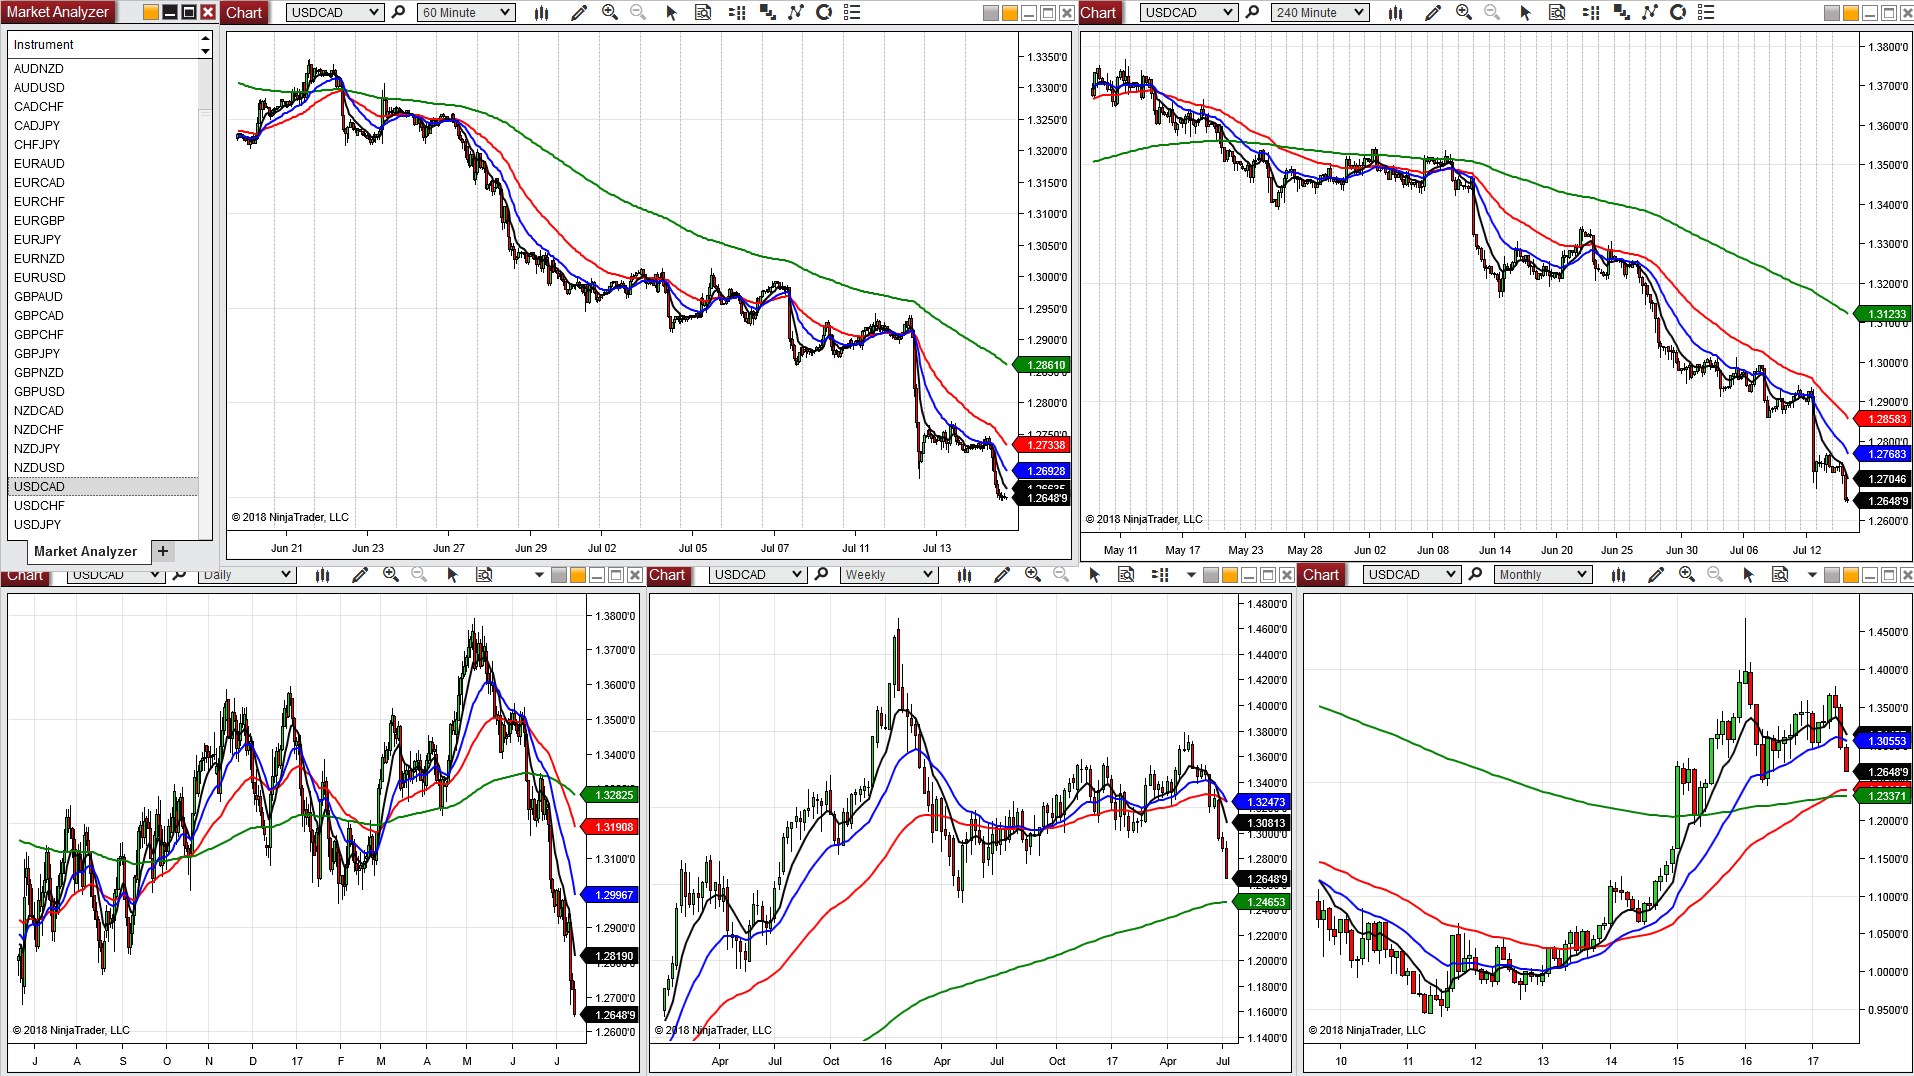 Market Analyzer
Instrument
AUDNZD
AUDUSD
CADCHF
CADJPY
CHFJPY
EURAUD
EURCAD
EURCHF
EURGBP
EURJPY
EURNZD
EURUSD
GBPAUD
GBPCAD
GBPCHF
GBPJPY
GBPNZD
GBPUSD
NZDCAD
NZDCHF
NZDJPY
NZDUSD
USDCAD
USDCHF
USDJPY
Market Analyzer +
Chart USDCAD 60 Minute
1.3350'0
1.3300'0
1.3250'0
1.3200'0
1.3150'0
1.3100'0
1.3050'0
1.3000'0
1.2950'0
1.2900'0
1.28610
1.2800'0
1.27338
1.26928
1.2648'9
© 2018 NinjaTrader, LLC
Jun 21 Jun 23 Jun 27 Jun 29 Jul 02 Jul 05 Jul 07 Jul 11 Jul 13
Chart USDCAD 240 Minute
1.3800'0
1.3700'0
1.3600'0
1.3500'0
1.3400'0
1.3300'0
1.3200'0
1.31233
1.3100'0
1.3000'0
1.2900'0
1.28583
1.2800'0
1.27683
1.27046
1.2648'9
1.2600'0
© 2018 NinjaTrader, LLC
May 11 May 17 May 23 May 28 Jun 02 Jun 08 Jun 14 Jun 20 Jun 25 Jun 30 Jul 06 Jul 12
Chart USDCAD Daily
1.3800'0
1.3700'0
1.3600'0
1.3500'0
1.3400'0
1.32825
1.31908
1.3100'0
1.29967
1.2900'0
1.28190
1.2700'0
1.2648'9
1.2600'0
© 2018 NinjaTrader, LLC
J A S O N D 17 F M A M J J
Chart USDCAD Weekly
1.4800'0
1.4600'0
1.4400'0
1.4200'0
1.4000'0
1.3800'0
1.3600'0
1.3400'0
1.32473
1.30813
1.3000'0
1.2800'0
1.2648'9
1.24653
1.2400'0
1.2200'0
1.2000'0
1.1800'0
1.1600'0
1.1400'0
© 2018 NinjaTrader, LLC
Apr Jul Oct 16 Apr Jul Oct 17 Apr Jul
Chart USDCAD Monthly
1.4500'0
1.4000'0
1.3500'0
1.30553
1.2648'9
1.23371
1.2000'0
1.1500'0
1.1000'0
1.0500'0
1.0000'0
0.9500'0
© 2018 NinjaTrader, LLC
10 11 12 13 14 15 16 17